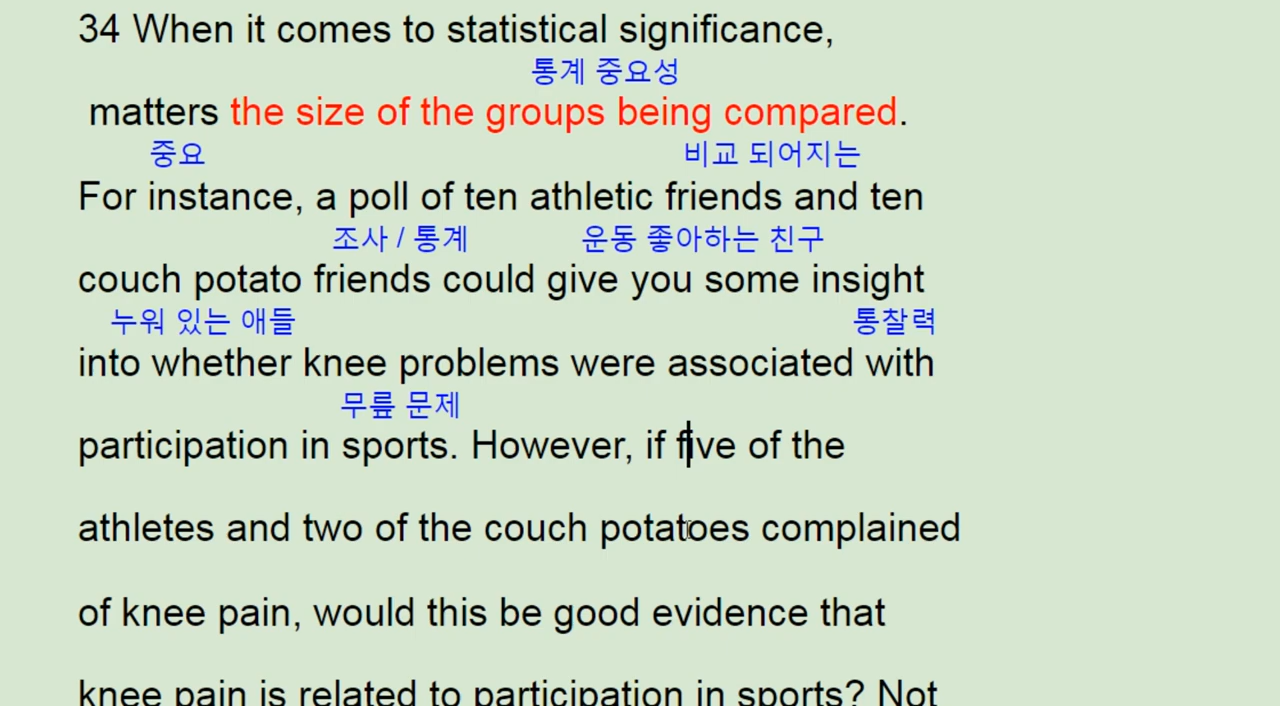 34 When it comes to statistical significance,
통계 중요성
matters the size of the groups being compared.
중요 비교 되어지는
For instance, a poll of ten athletic friends and ten
조사 / 통계 운동 좋아하는 친구
couch potato friends could give you some insight
누워 있는 애들 통찰력
into whether knee problems were associated with
무릎 문제
participation in sports. However, if five of the
athletes and two of the couch potatoes complained
of knee pain, would this be good evidence that
knee pain is related to participation in sports? Not